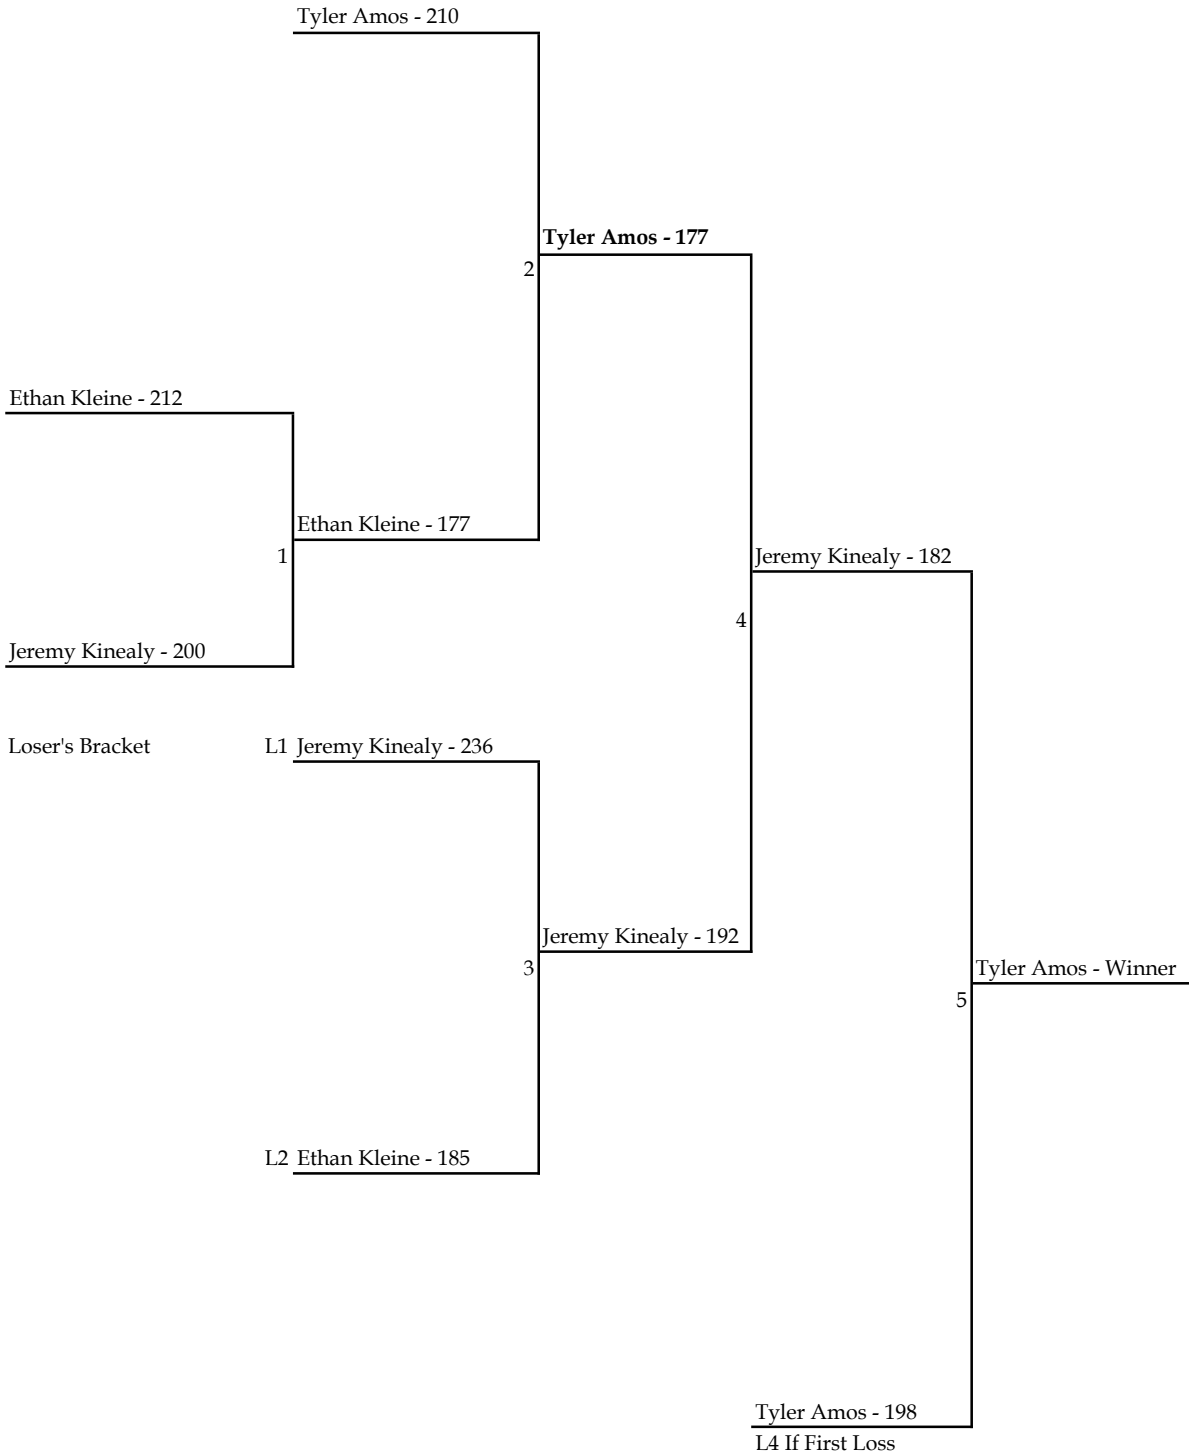 Tyler Amos - 210
Tyler Amos - 177
2
Ethan Kleine - 212
Ethan Kleine - 177
1
Jeremy Kinealy - 182
4
Jeremy Kinealy - 200
Loser's Bracket
L1 Jeremy Kinealy - 236
Jeremy Kinealy - 192
3
Tyler Amos - Winner
5
L2 Ethan Kleine - 185
Tyler Amos - 198
L4 If First Loss